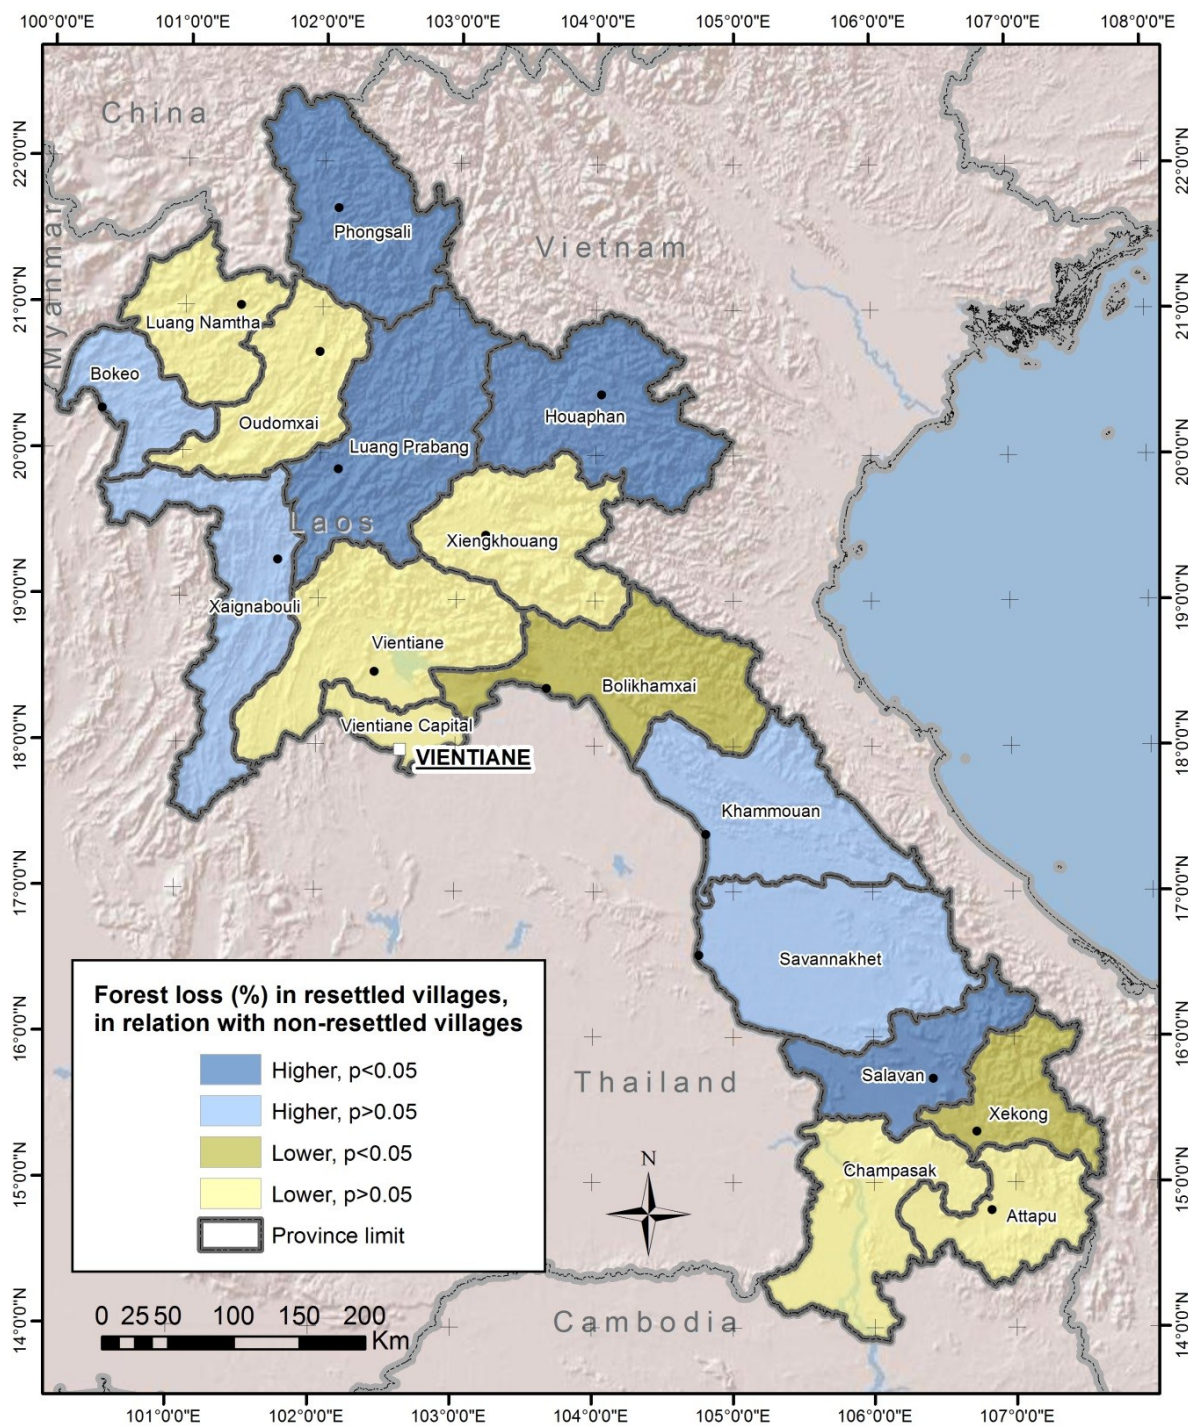 100°0'0"E 101°0'0"E 102°0'0"E 103°0'0"E 104°0'0"E 105°0'0"E 106°0'0"E 107°0'0"E 108°0'0"E
China
22°0'0"N
22°0'0"N
Phongsali
Vietnam
Myanmar
21°0'0"N
21°0'0"N
Luang Namtha
Bokeo
Houaphan
Oudomxai
Luang Prabang
20°0'0"N
20°0'0"N
Laos
Xiengkhouang
19°0'0"N
19°0'0"N
Xaignabouli
Vientiane
Bolikhamxai
Vientiane Capital
18°0'0"N
18°0'0"N
VIENTIANE
Khammouan
17°0'0"N
17°0'0"N
Savannakhet
Forest loss (%) in resettled villages,
in relation with non-resettled villages
Higher, p<0.05
Higher, p>0.05
Lower, p<0.05
Lower, p>0.05
Province limit
16°0'0"N
16°0'0"N
Thailand
Salavan
Xekong
15°0'0"N
15°0'0"N
Champasak
N
Attapu
0 25 50 100 150 200
Km
14°0'0"N
14°0'0"N
Cambodia
101°0'0"E 102°0'0"E 103°0'0"E 104°0'0"E 105°0'0"E 106°0'0"E 107°0'0"E